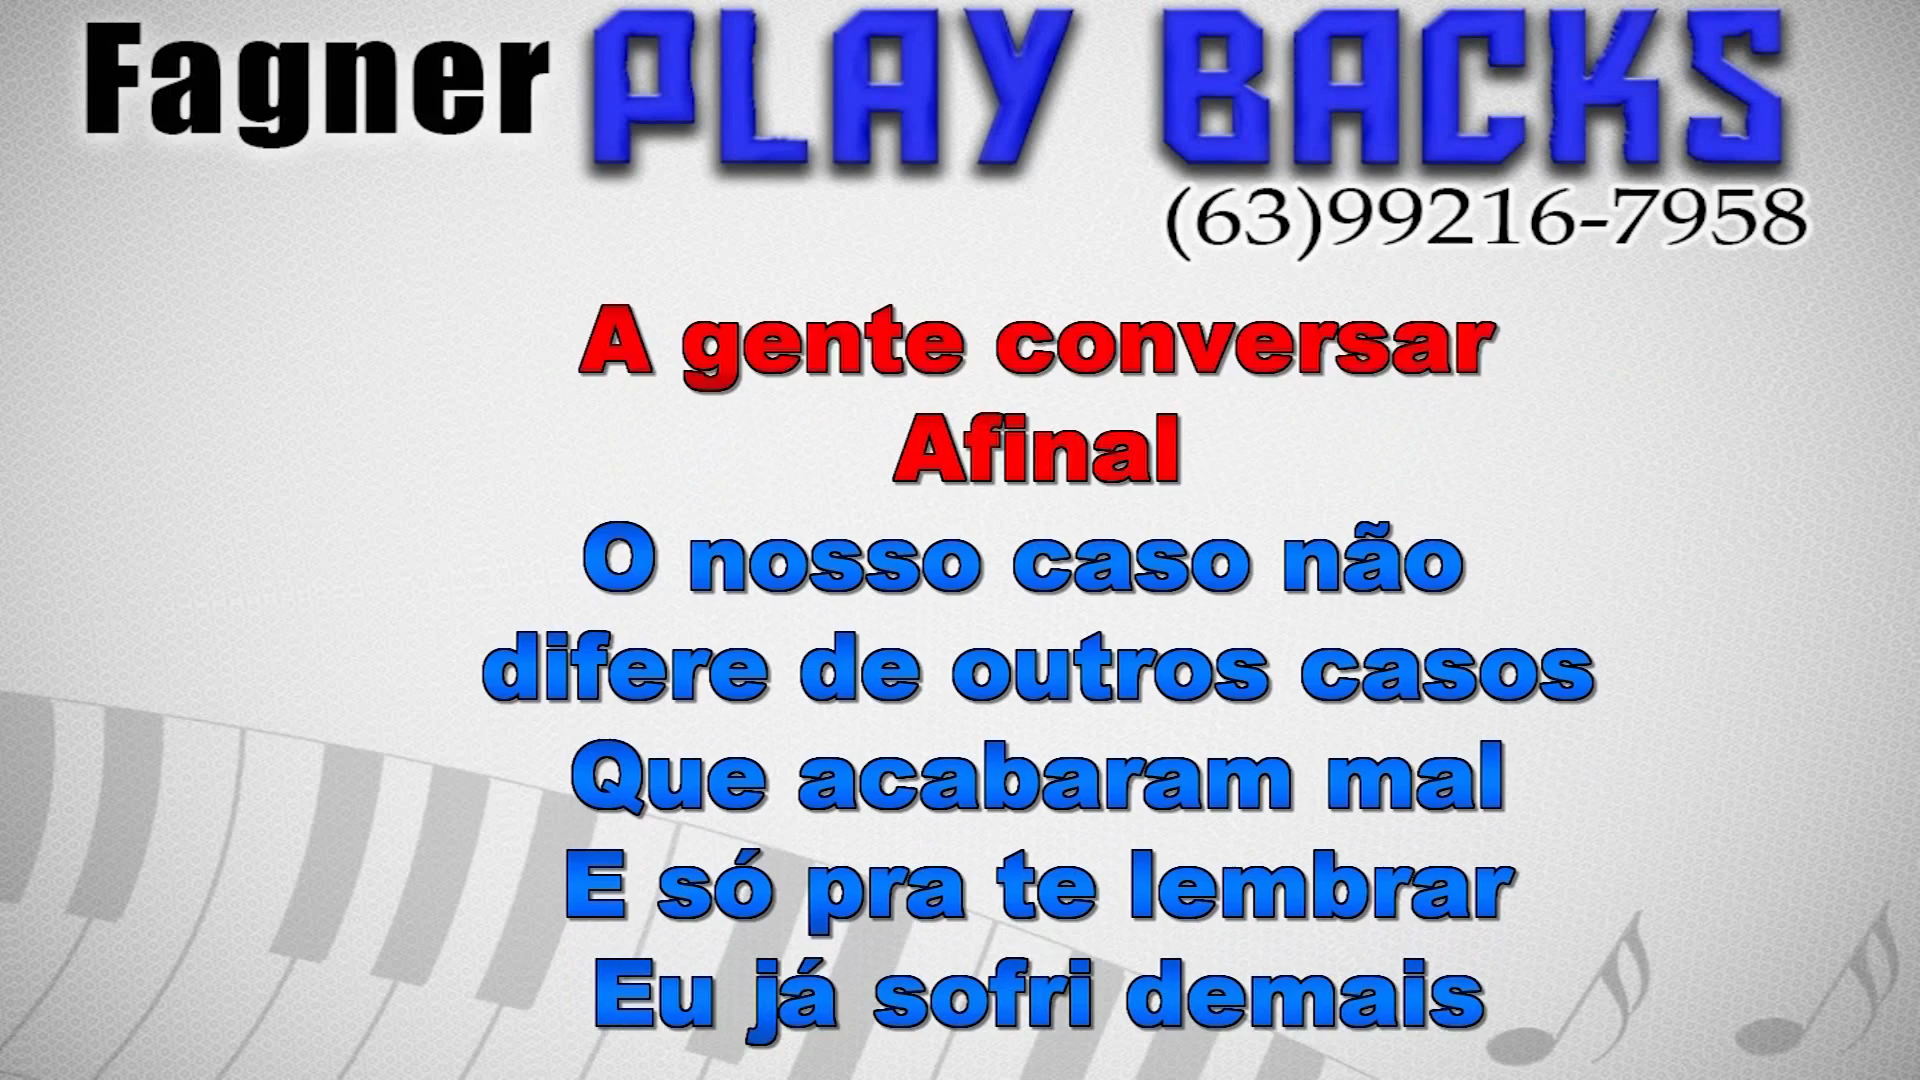 Fagner PLAY BACKS
(63)99216-7958
A gente conversar
Afinal
O nosso caso não
difere de outros casos
Que acabaram mal
E só pra te lembrar
Eu já sofri demais